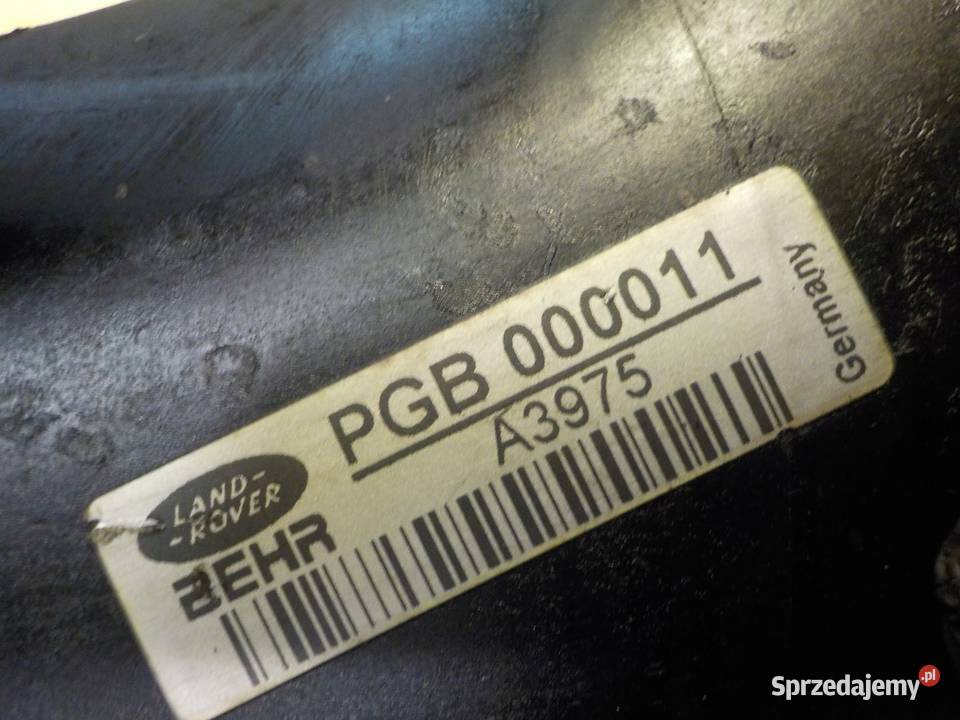 PGB 000011
A3975
LAND-
-ROVER
BEHR
Germany
Sprzedajemy.pl